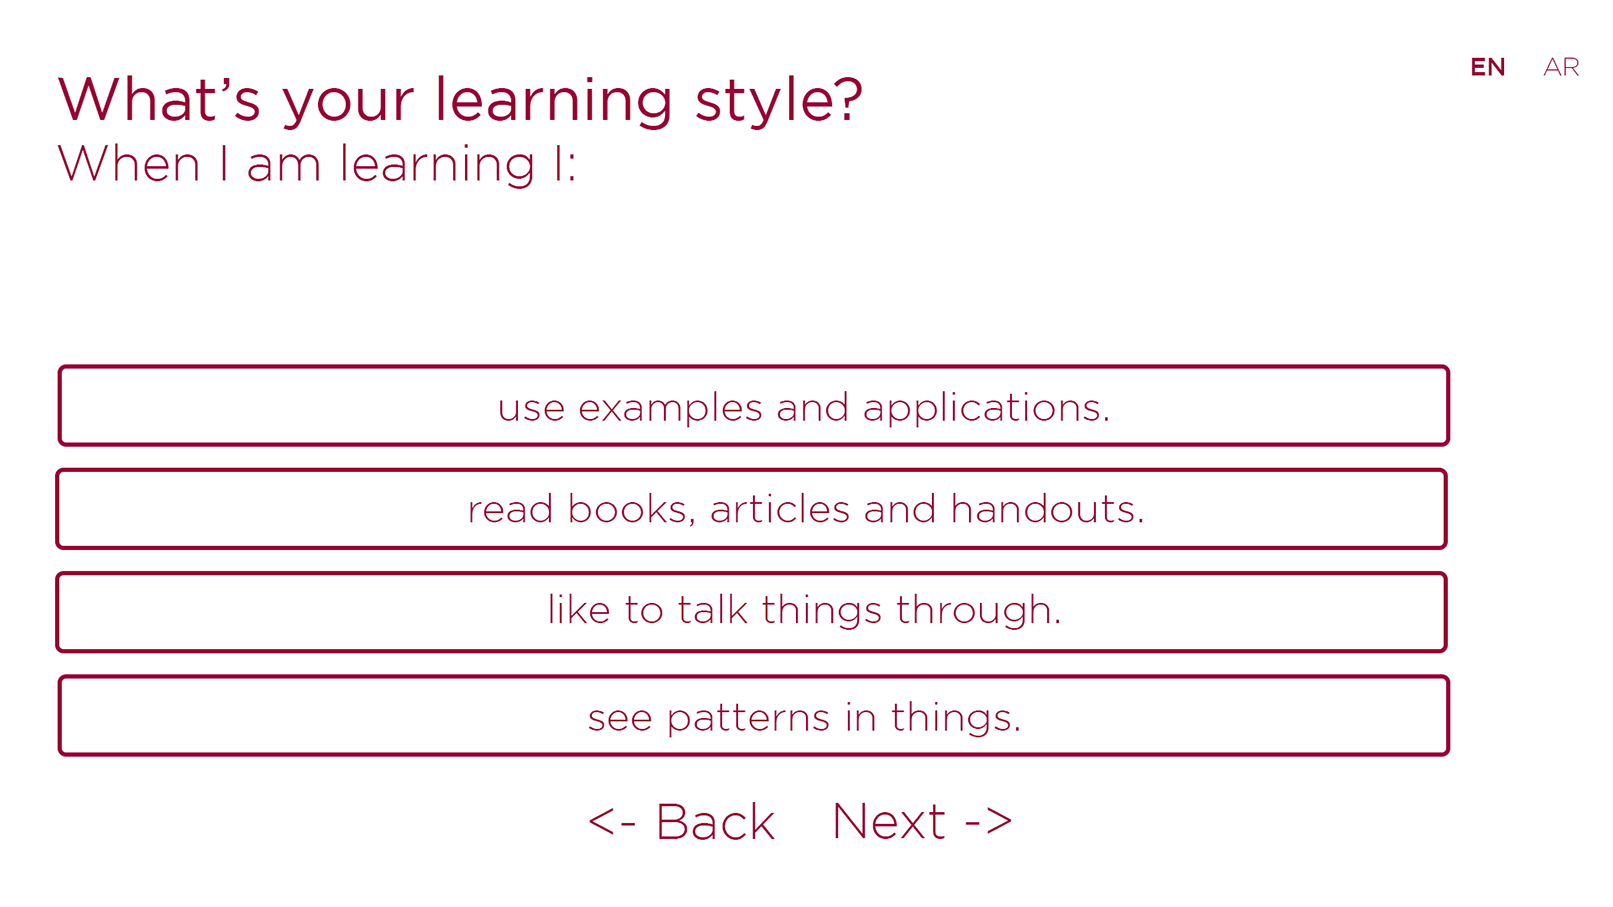 EN AR
What’s your learning style?
When I am learning I:
use examples and applications.
read books, articles and handouts.
like to talk things through.
see patterns in things.
<- Back Next ->